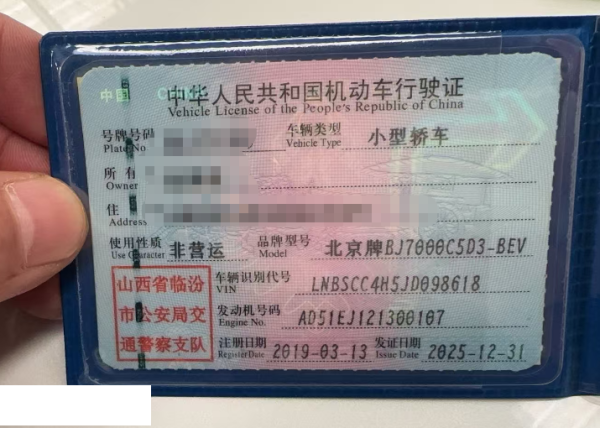 中国 CHINA 中华人民共和国机动车行驶证
Vehicle License of the People's Republic of China
号牌号码 车辆类型 小型轿车
Plate No Vehicle Type
所有
Owner
住
Address
使用性质 非营运 品牌型号 北京牌BJ7000C5D3-BEV
Use Character Model
山西省临汾 车辆识别代号 LNBSCC4H5JD098618
VIN
市公安局交 发动机号码 AD51EJ121300107
Engine No.
通警察支队 注册日期 2019-03-13 发证日期 2025-12-31
Register Date Issue Date